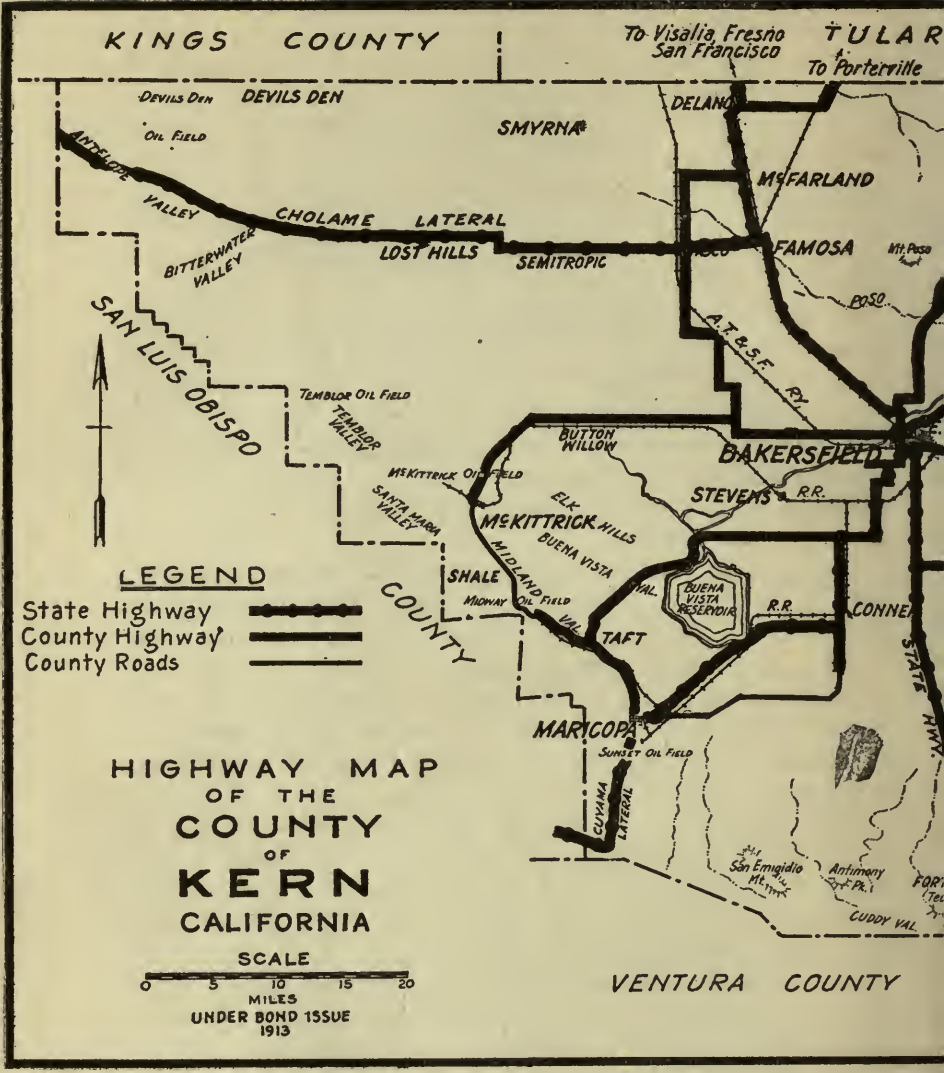 KINGS COUNTY
To Visalia, Fresno
San Francisco
TULAR
To Porterville
DEVILS DEN
DEVILS DEN
OIL FIELD
SMYRNA
DELANO
ANTELOPE
VALLEY
McFARLAND
CHOLAME LATERAL
LOST HILLS
SEMITROPIC
FAMOSA
Mt. Poso
BITTERWATER
VALLEY
POSO
SAN LUIS OBISPO
COUNTY
A.T. & S.F. RY.
TEMBLOR OIL FIELD
TEMBLOR
VALLEY
BUTTON
WILLOW
BAKERSFIELD
McKITTRICK OIL FIELD
SANTA MARIA
VALLEY
STEVENS
R.R.
ELK HILLS
McKITTRICK
BUENA VISTA
VAL.
MIDLAND
VAL.
SHALE
MIDWAY OIL FIELD
BUENA
VISTA
RESERVOIR
R.R.
CONNE
TAFT
STATE HWY.
LEGEND
State Highway
County Highway
County Roads
MARICOPA
SUNSET OIL FIELD
CUYAMA
LATERAL
San Emigidio
Mt.
Antimony
Pk.
FORT
Te
CUDDY VAL.
HIGHWAY MAP
OF THE
COUNTY
OF
KERN
CALIFORNIA
SCALE
0 5 10 15 20
MILES
UNDER BOND ISSUE
1913
VENTURA COUNTY